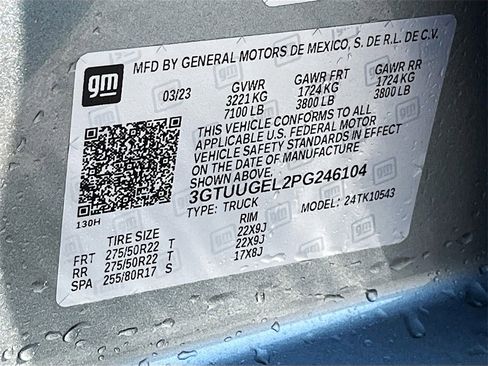 gm
MFD BY GENERAL MOTORS DE MEXICO, S. DE R.L. DE C.V.
03/23 GVWR GAWR FRT GAWR RR
3221 KG 1724 KG 1724 KG
7100 LB 3800 LB 3800 LB
THIS VEHICLE CONFORMS TO ALL
APPLICABLE U.S. FEDERAL MOTOR
VEHICLE SAFETY STANDARDS IN EFFECT
ON THE DATE OF MANUFACTURE
SHOWN ABOVE.
3GTUUGEL2PG246104
TYPE: TRUCK MODEL: 24TK10543
130H
TIRE SIZE RIM
FRT 275/50R22 T 22X9J
RR 275/50R22 T 22X9J
SPA 255/80R17 S 17X8J